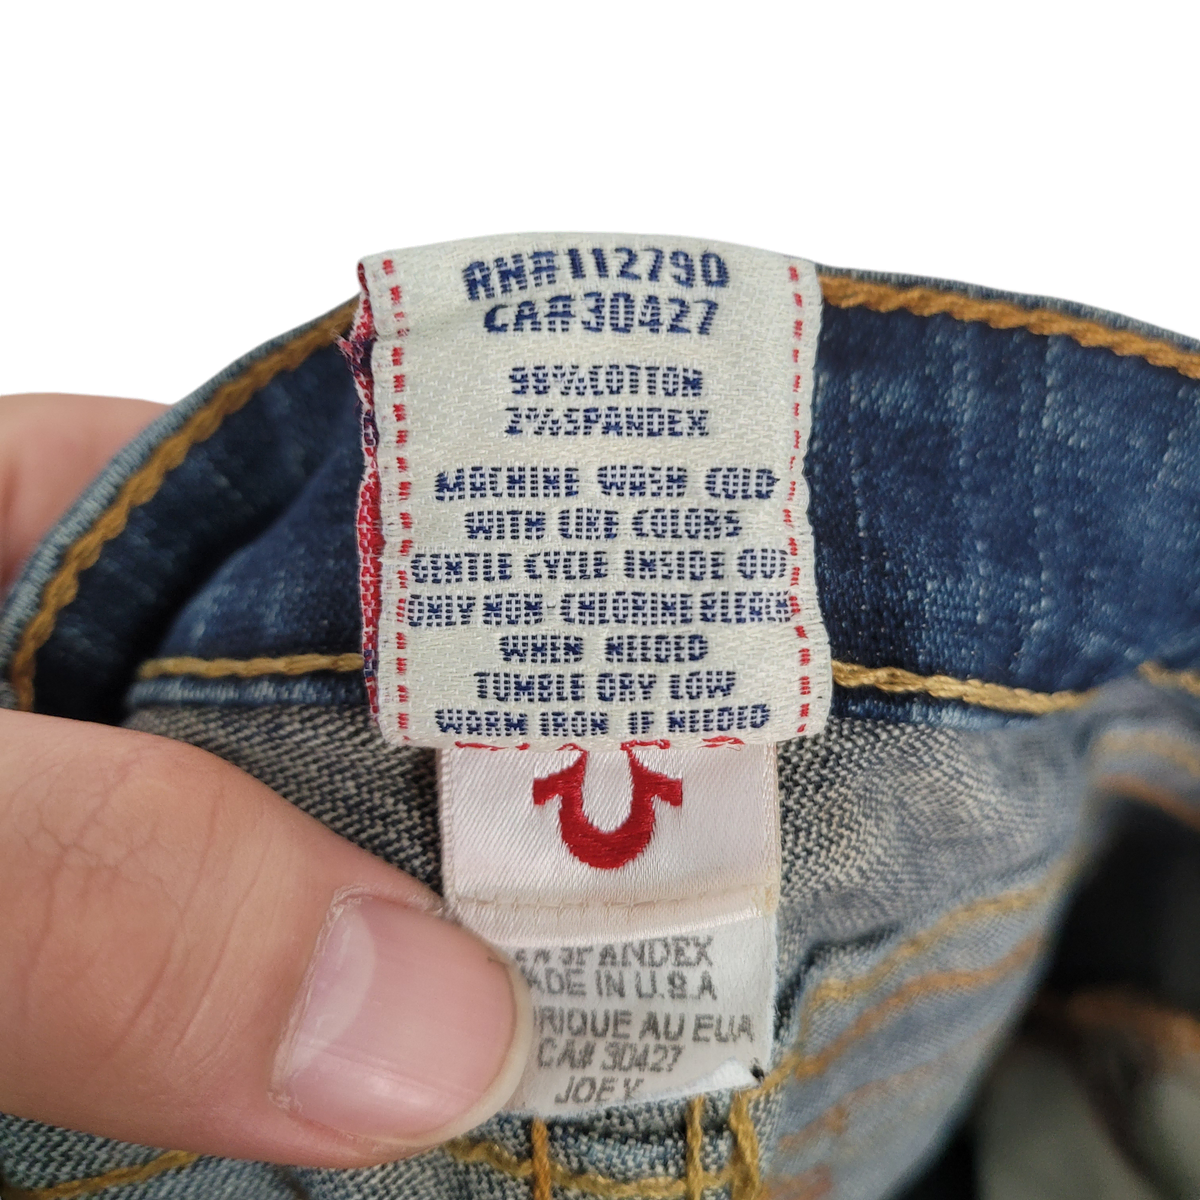 RN#112790
CA#30427
98%COTTON
2%SPANDEX
MACHINE WASH COLD
WITH LIKE COLORS
GENTLE CYCLE INSIDE OUT
ONLY NON-CHLORINE BLEACH
WHEN NEEDED
TUMBLE DRY LOW
WARM IRON IF NEEDED
SPANDEX
ADE IN U.S.A
RIQUE AU EUA
CA# 30427
JOEY